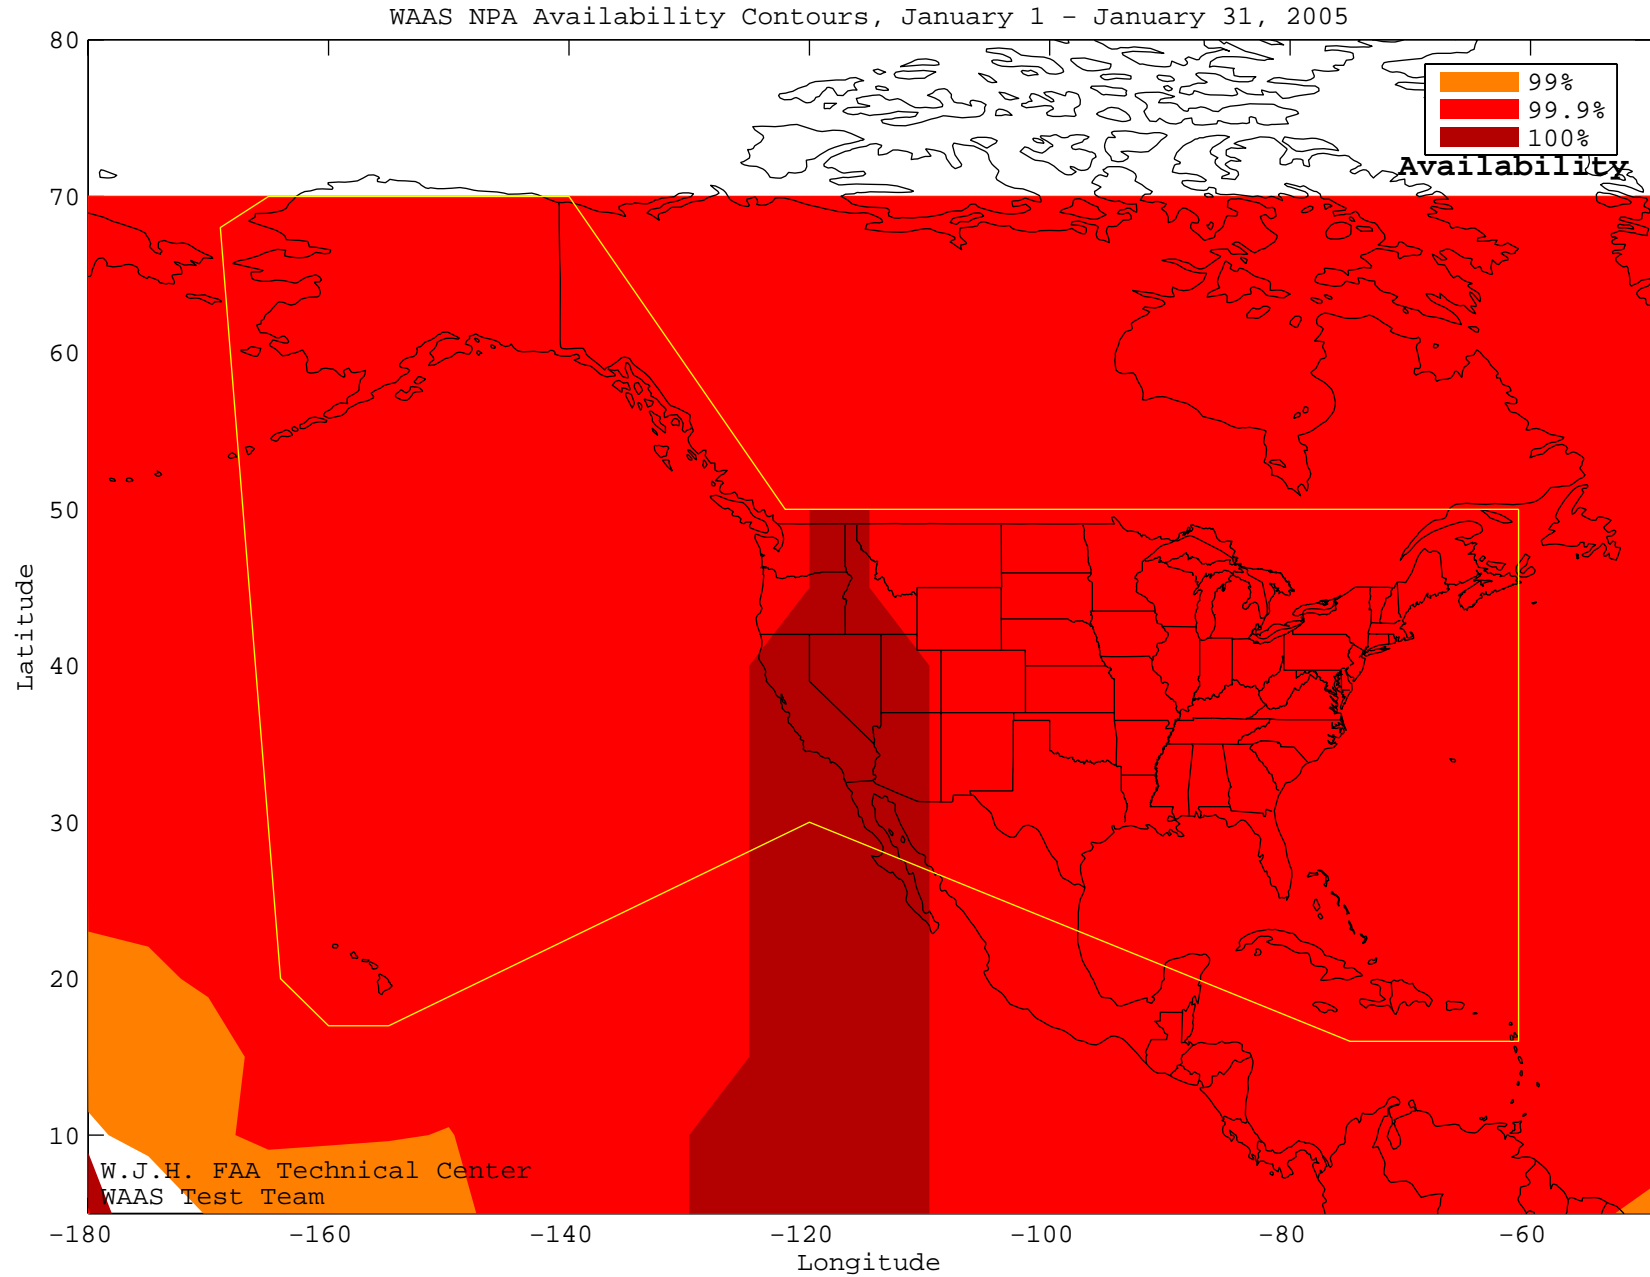 WAAS NPA Availability Contours, January 1 – January 31, 2005
80
70
60
50
40
30
20
10
Latitude
99%
99.9%
100%
Availability
W.J.H. FAA Technical Center
WAAS Test Team
−180 −160 −140 −120 −100 −80 −60
Longitude